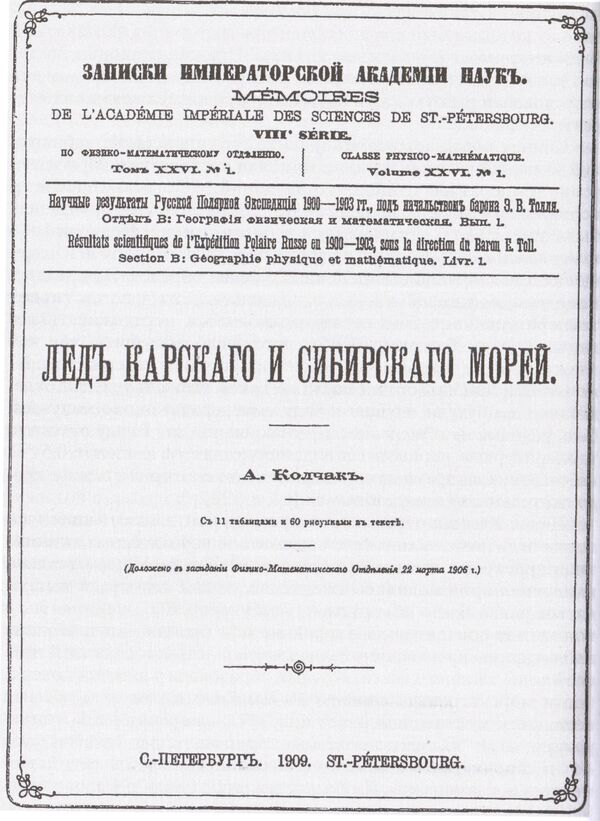 ЗАПИСКИ ИМПЕРАТОРСКОЙ АКАДЕМІИ НАУКЪ.
MÉMOIRES
DE L'ACADÉMIE IMPÉRIALE DES SCIENCES DE ST.-PÉTERSBOURG.
VIIIᵉ SÉRIE.
ПО ФИЗИКО-МАТЕМАТИЧЕСКОМУ ОТДѢЛЕНІЮ.
Томъ XXVI. № 1.
CLASSE PHYSICO-MATHÉMATIQUE.
Volume XXVI. № 1.
Научные результаты Русской Полярной Экспедиціи 1900—1903 гг., подъ начальствомъ барона Э. В. Толля.
Отдѣлъ B: Географія физическая и математическая. Вып. 1.
Résultats scientifiques de l'Expédition Polaire Russe en 1900—1903, sous la direction du Baron E. Toll.
Section B: Géographie physique et mathématique. Livr. 1.
ЛЕДЪ КАРСКАГО И СИБИРСКАГО МОРЕЙ.
А. Колчакъ.
Съ 11 таблицами и 60 рисунками въ текстѣ.
(Доложено въ засѣданіи Физико-Математическаго Отдѣленія 22 марта 1906 г.)
С.-ПЕТЕРБУРГЪ. 1909. ST.-PÉTERSBOURG.